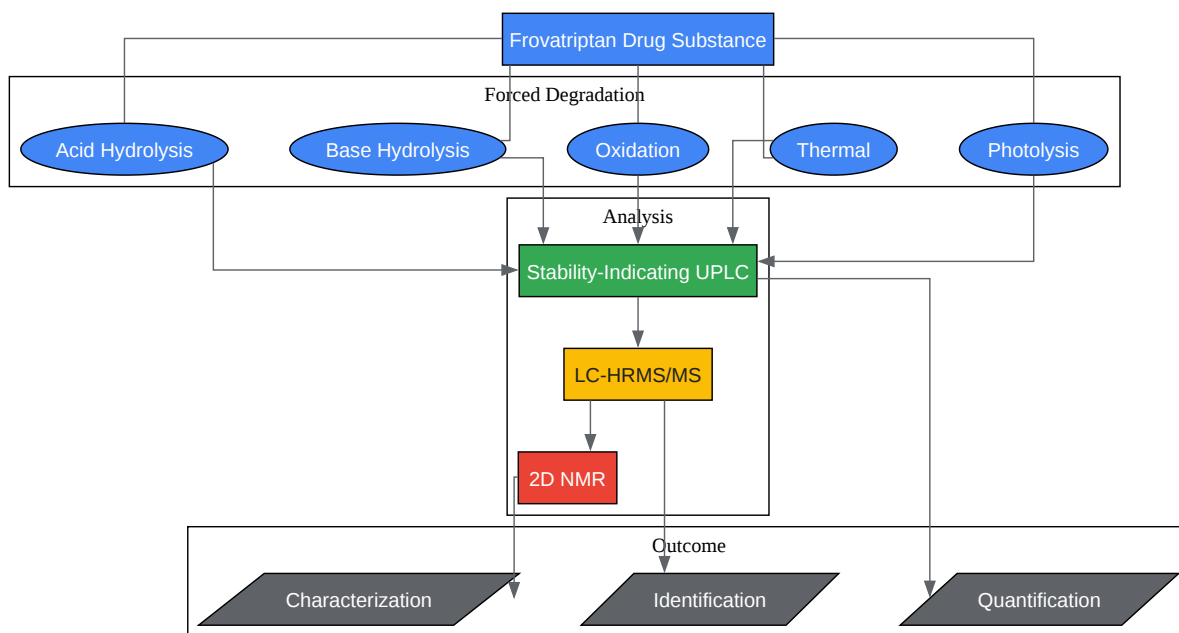 Frovatriptan Drug Substance
Forced Degradation
Acid Hydrolysis
Base Hydrolysis
Oxidation
Thermal
Photolysis
Analysis
Stability-Indicating UPLC
LC-HRMS/MS
2D NMR
Outcome
Characterization
Identification
Quantification